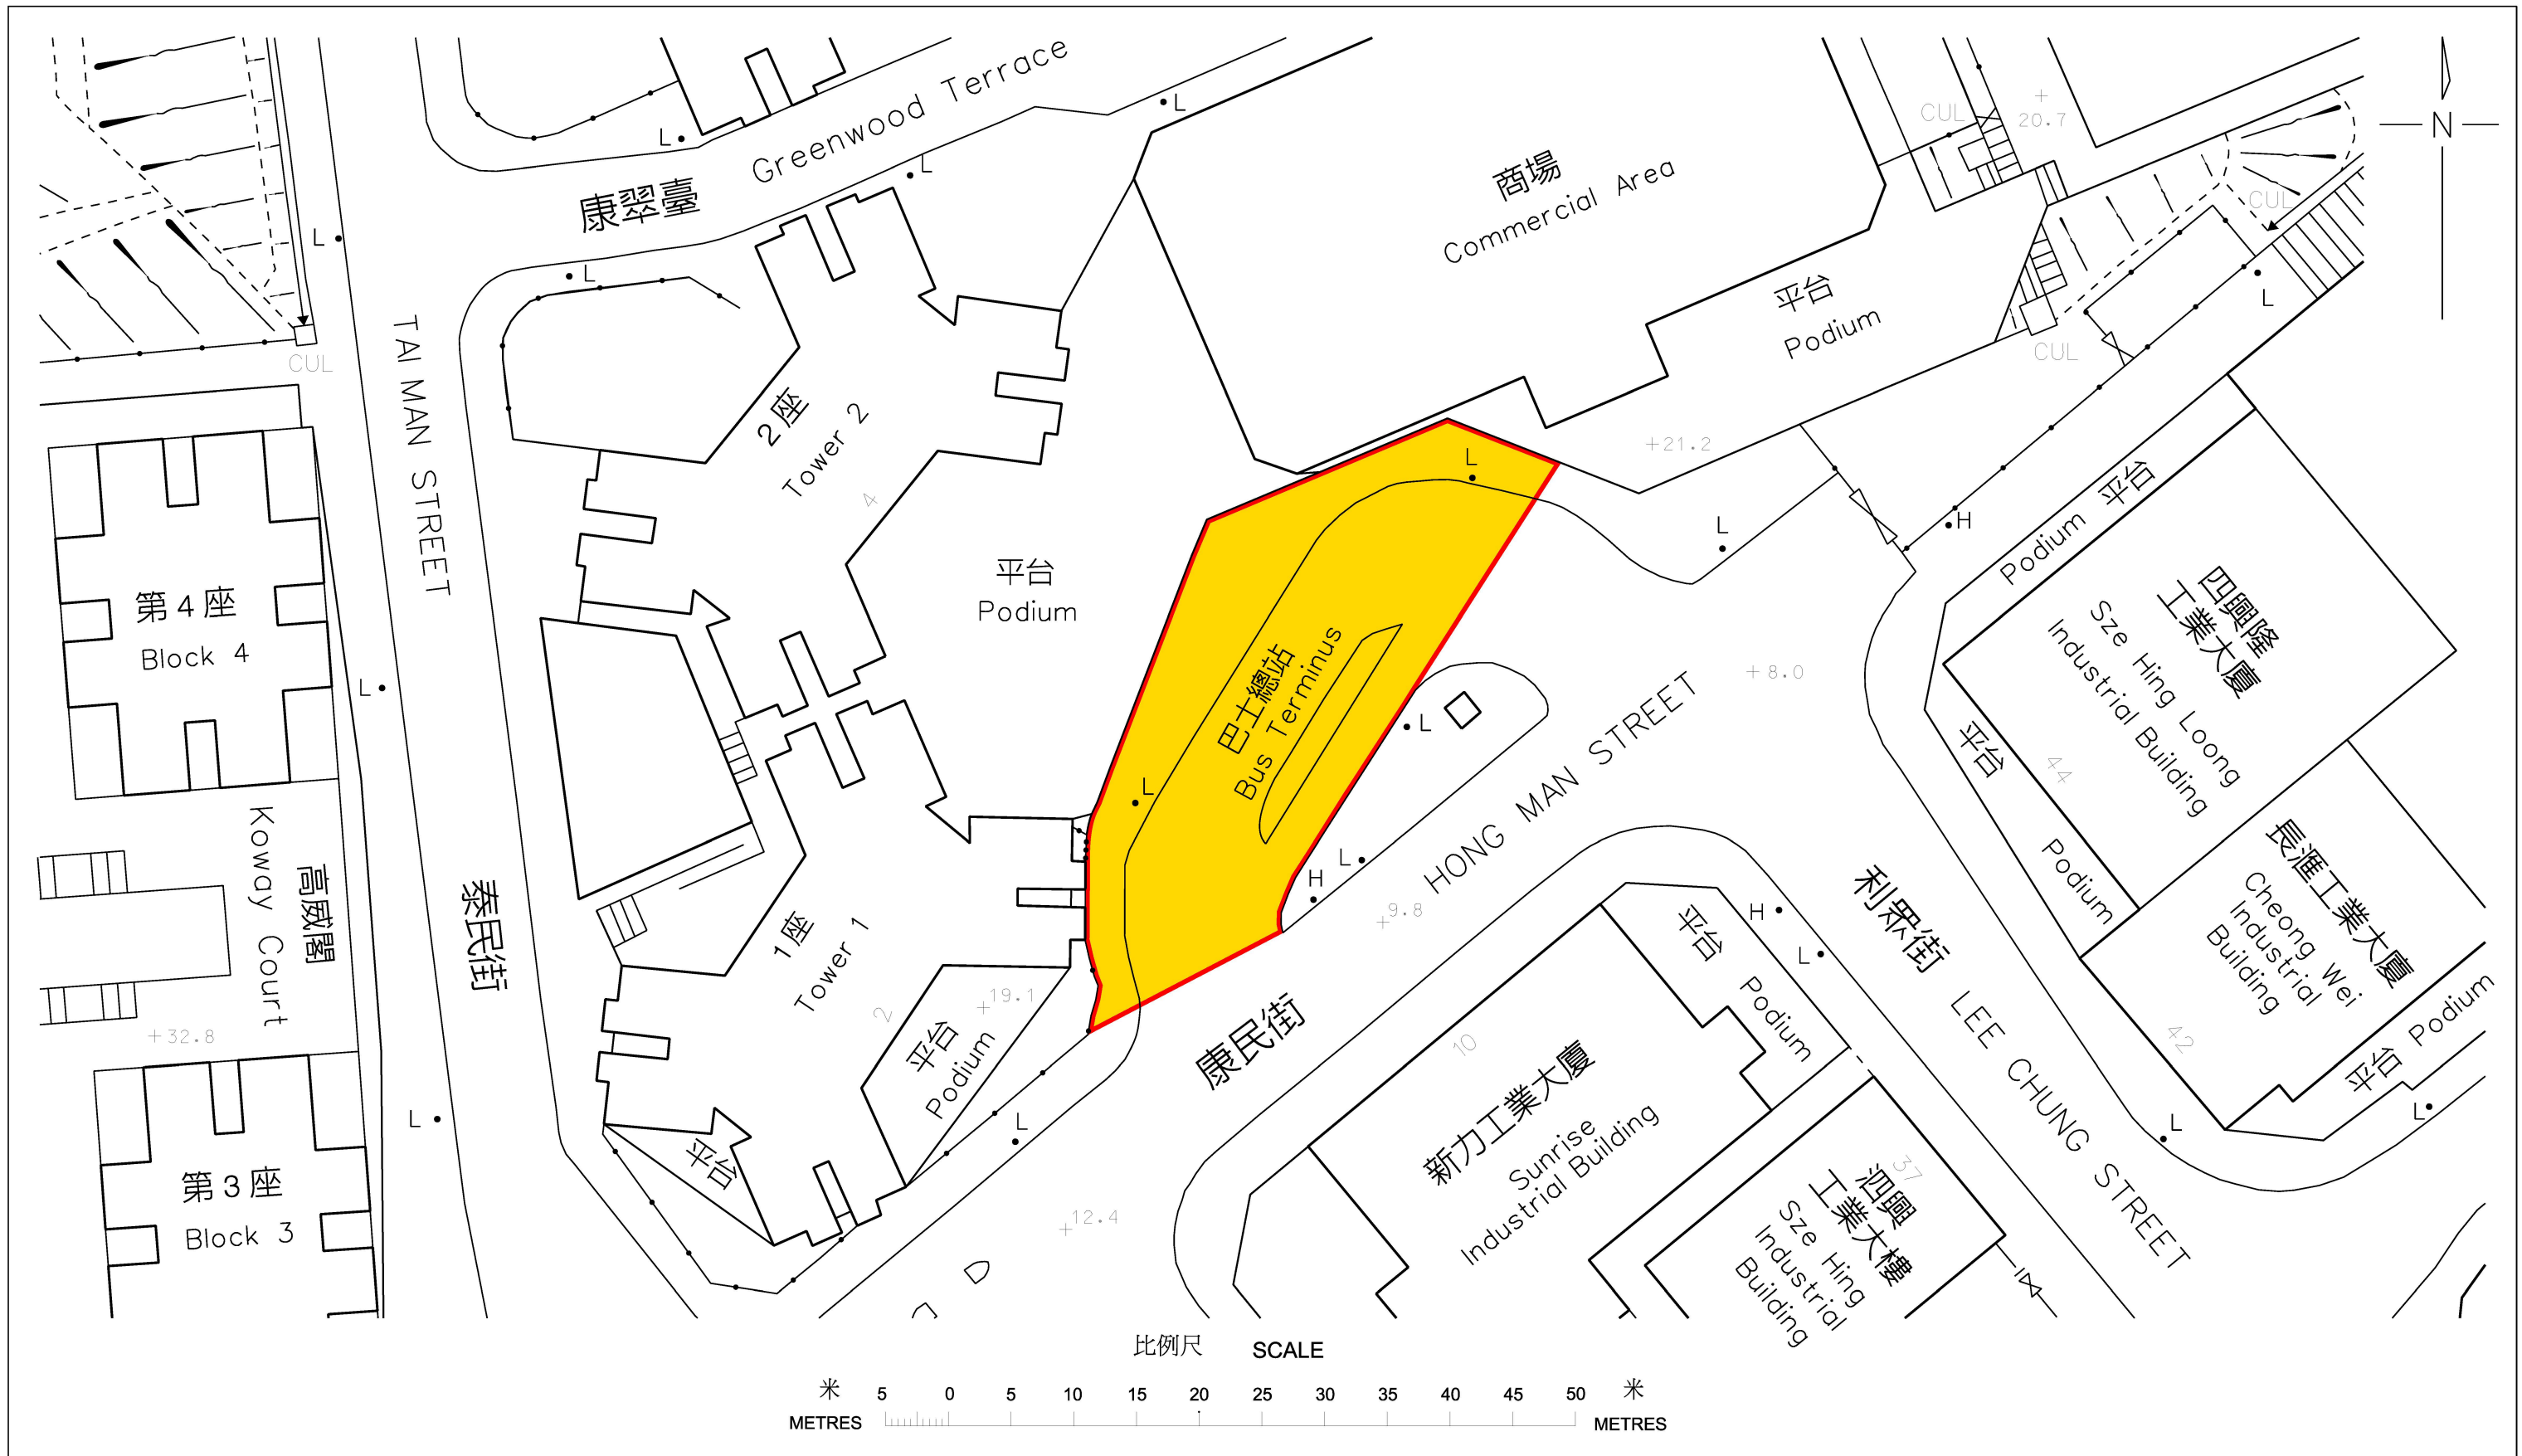 Greenwood Terrace
康翠臺
TAI MAN STREET
泰民街
L
L
L
L
L
CUL
商場
Commercial Area
平台
Podium
CUL
20.7
CUL
CUL
L
N
2座
Tower 2
4
平台
Podium
+21.2
L
L
H
第4座
Block 4
L
高威閣
Koway Court
+32.8
第3座
Block 3
L
1座
Tower 1
2
平台
Podium
19.1
平台
L
12.4
巴士總站
Bus Terminus
L
L
L
H
9.8
HONG MAN STREET
康民街
+8.0
Podium 平台
四興隆
工業大廈
Sze Hing Loong
Industrial Building
44
平台
Podium
長滙工業大廈
Cheong Wei
Industrial
Building
42
平台 Podium
L
L
利眾街
LEE CHUNG STREET
H
L
平台
Podium
10
新力工業大廈
Sunrise
Industrial Building
37
泗興
工業大樓
Sze Hing
Industrial
Building
比例尺 SCALE
米 5 0 5 10 15 20 25 30 35 40 45 50 米
METRES METRES